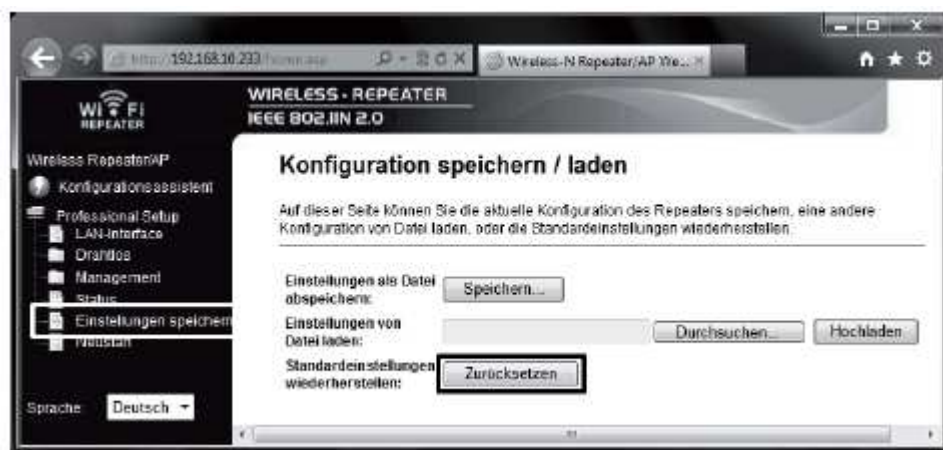 http://192.168.10.233/home.asp
Wireless-N Repeater/AP We...
WI FI
REPEATER
WIRELESS-REPEATER
IEEE 802.11N 2.0
Wireless Repeater/AP
Konfigurationsassistent
Professional Setup
LAN-Interface
Drahtlos
Management
Status
Einstellungen speichern
Neustart
Sprache
Deutsch
Konfiguration speichern / laden
Auf dieser Seite können Sie die aktuelle Konfiguration des Repeaters speichern, eine andere
Konfiguration von Datei laden, oder die Standardeinstellungen wiederherstellen.
Einstellungen als Datei
abspeichern:
Speichern...
Einstellungen von
Datei laden:
Durchsuchen...
Hochladen
Standardeinstellungen
wiederherstellen:
Zurücksetzen